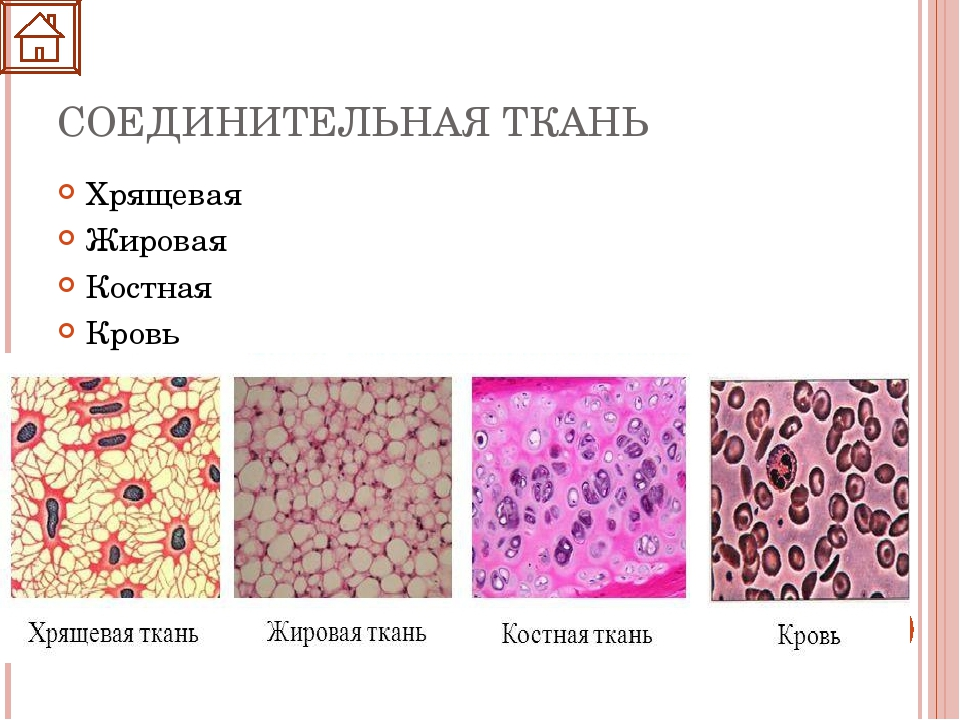 СОЕДИНИТЕЛЬНАЯ ТКАНЬ
Хрящевая
Жировая
Костная
Кровь
Хрящевая ткань
Жировая ткань
Костная ткань
Кровь